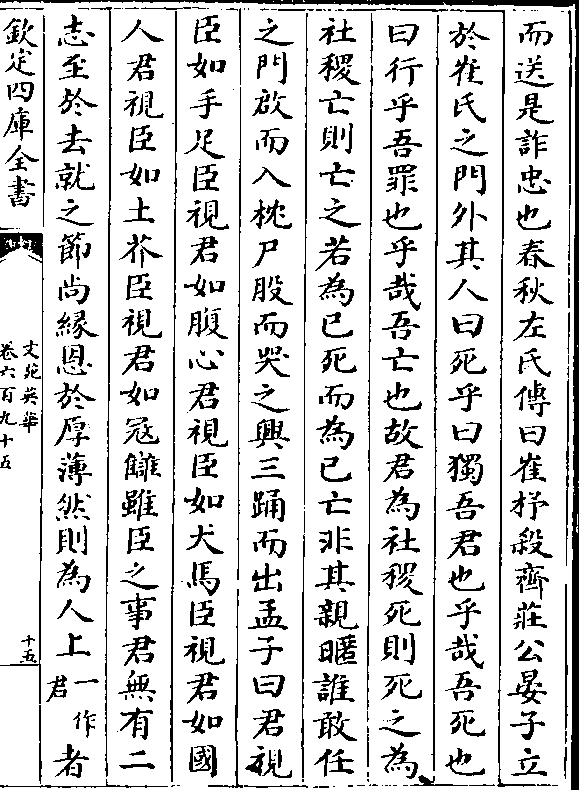 而送是詐忠也春秋左氏傳曰崔杼殺齊莊公晏子立
於崔氏之門外其人曰死乎曰獨吾君也乎哉吾死也
曰行乎吾罪也乎哉吾亡也故君為社稷死則死之為
社稷亡則亡之若為已死而為已亡非其親暱誰敢任
之門啟而入枕尸股而哭之興三踊而出孟子曰君視
臣如手足臣視君如腹心君視臣如犬馬臣視君如國
人君視臣如土芥臣視君如冦讎雖臣之事君無有二
志至於去就之節尚緣恩於厚薄然則為人上一作君者
欽定四庫全書
文苑英華
卷六百九十五
十五